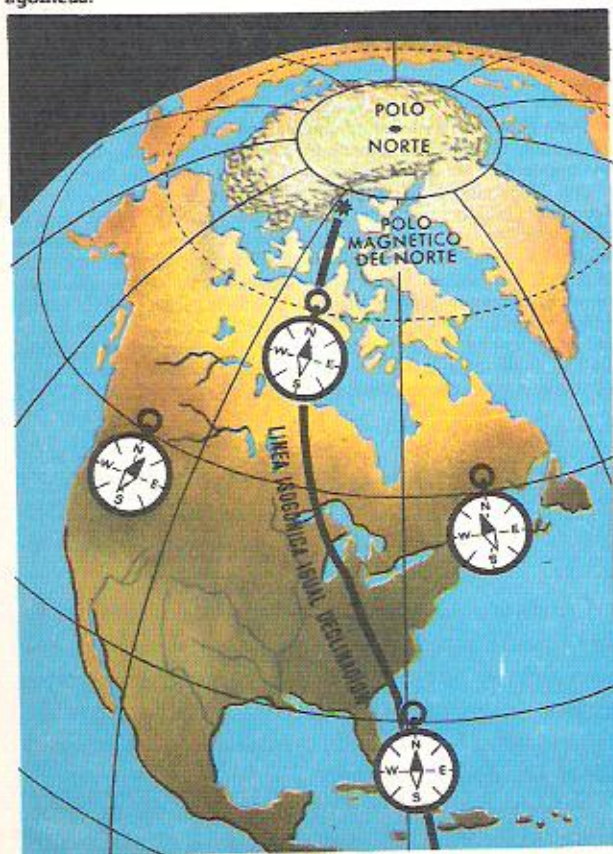 POLO
NORTE
POLO
MAGNETICO
DEL NORTE
N
W E
S
LINEA ISOGONICA IGUAL DECLINACION
N
W E
S
N
W E
S
N
W E
S